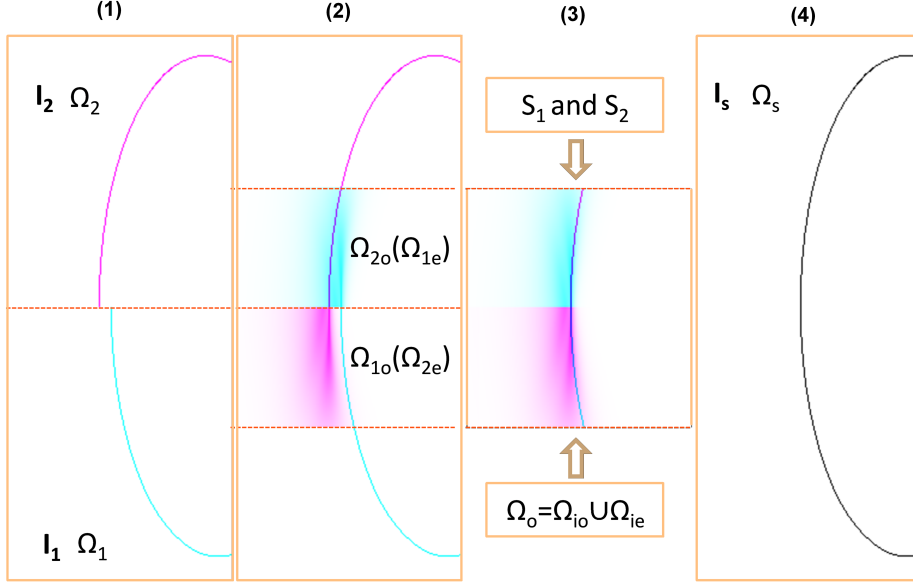 (1)
(2)
(3)
(4)
I₂ Ω₂
I₁ Ω₁
Ω₂ₒ(Ω₁ₑ)
Ω₁ₒ(Ω₂ₑ)
S₁ and S₂
Ωₒ=Ωᵢₒ∪Ωᵢₑ
Iₛ Ωₛ